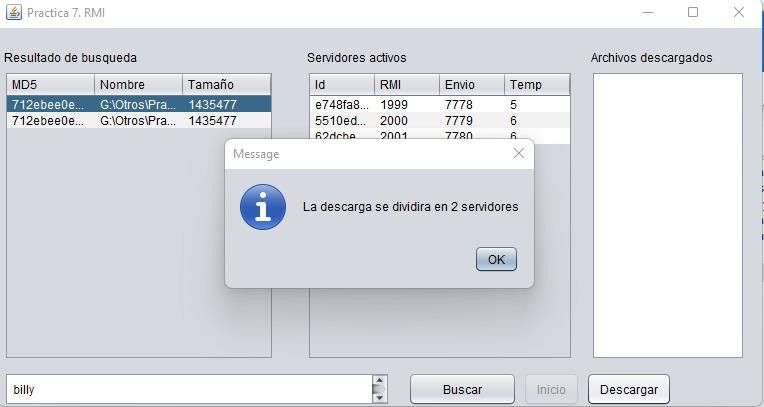 Practica 7. RMI
Resultado de busqueda
Servidores activos
Archivos descargados
MD5 Nombre Tamaño
Id RMI Envio Temp
712ebee0e... G:\Otros\Pra... 1435477
e748fa8... 1999 7778 5
712ebee0e... G:\Otros\Pra... 1435477
5510ed... 2000 7779 6
62dcbe... 2001 7780 6
Message
La descarga se dividira en 2 servidores
OK
billy
Buscar
Inicio
Descargar